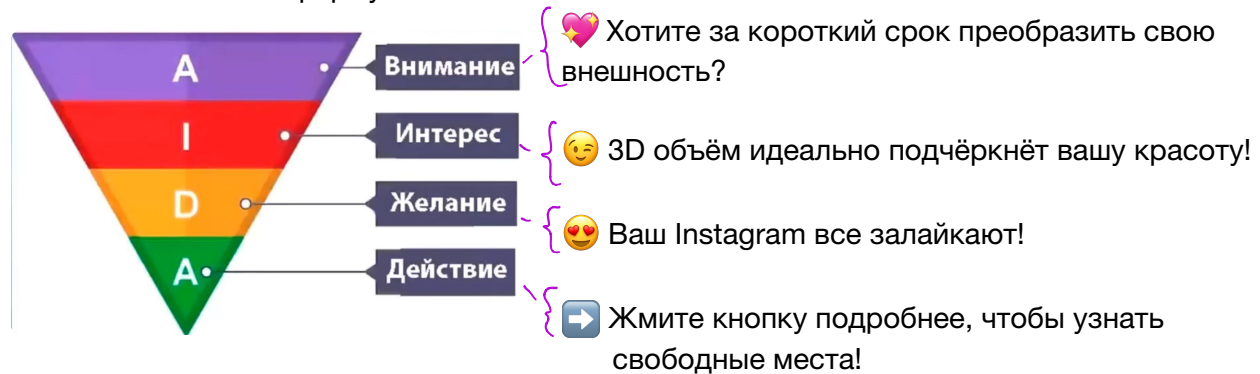 A
Внимание
💖 Хотите за короткий срок преобразить свою
внешность?
I
Интерес
😉 3D объём идеально подчёркнёт вашу красоту!
D
Желание
😍 Ваш Instagram все залайкают!
A
Действие
➡️ Жмите кнопку подробнее, чтобы узнать
свободные места!